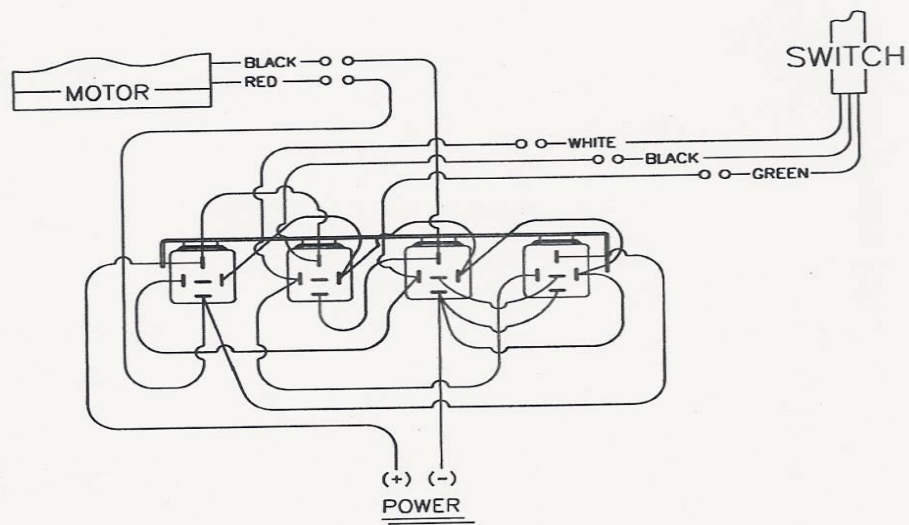 BLACK
RED
MOTOR
SWITCH
WHITE
BLACK
GREEN
(+) (-)
POWER